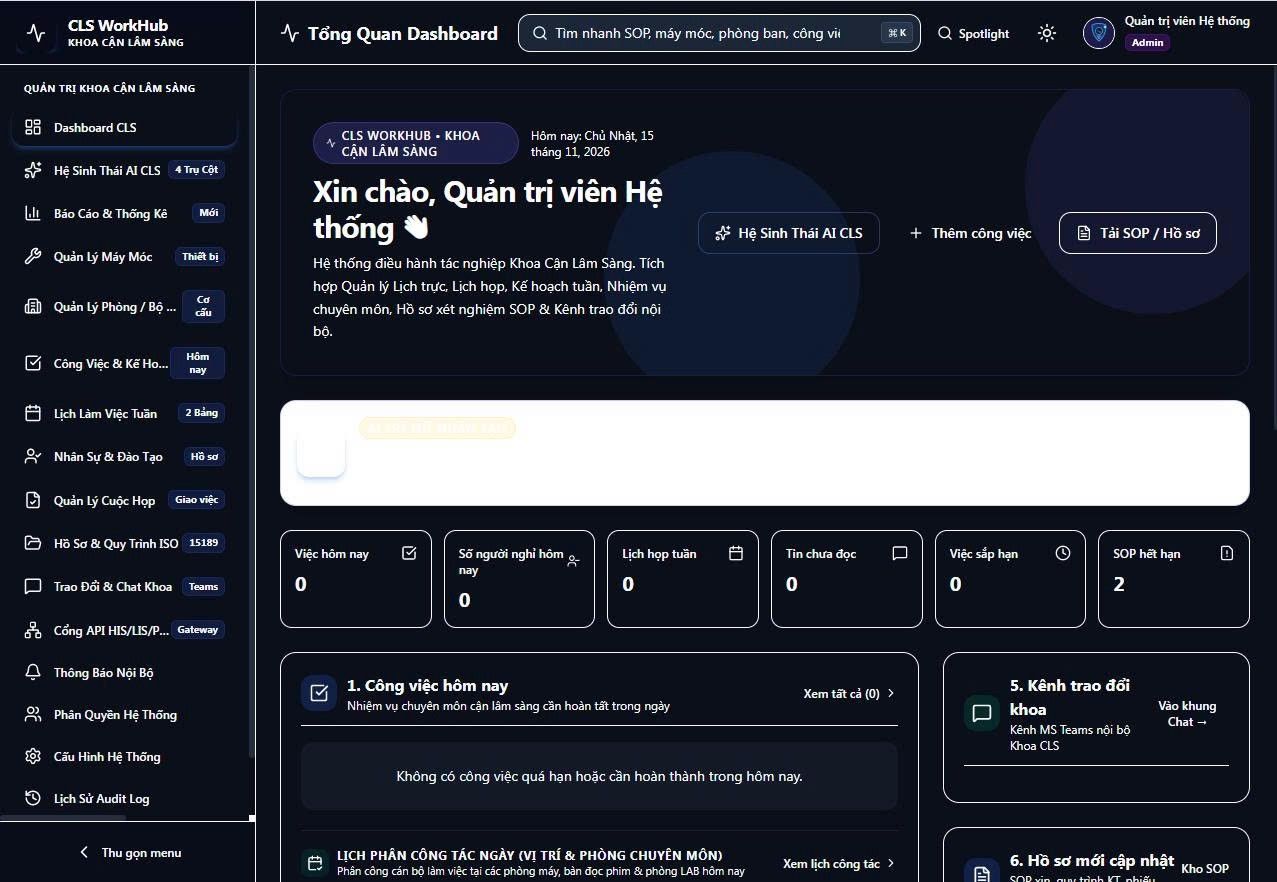 CLS WorkHub
KHOA CẬN LÂM SÀNG
Tổng Quan Dashboard
Tìm nhanh SOP, máy móc, phòng ban, công việ
⌘ K
Spotlight
Quản trị viên Hệ thống
Admin
QUẢN TRỊ KHOA CẬN LÂM SÀNG
Dashboard CLS
Hệ Sinh Thái AI CLS
4 Trụ Cột
Báo Cáo & Thống Kê
Mới
Quản Lý Máy Móc
Thiết bị
Quản Lý Phòng / Bộ ...
Cơ
cấu
Công Việc & Kế Ho...
Hôm
nay
Lịch Làm Việc Tuần
2 Bảng
Nhân Sự & Đào Tạo
Hồ sơ
Quản Lý Cuộc Họp
Giao việc
Hồ Sơ & Quy Trình ISO
15189
Trao Đổi & Chat Khoa
Teams
Cổng API HIS/LIS/P...
Gateway
Thông Báo Nội Bộ
Phân Quyền Hệ Thống
Cấu Hình Hệ Thống
Lịch Sử Audit Log
Thu gọn menu
CLS WORKHUB • KHOA
CẬN LÂM SÀNG
Hôm nay: Chủ Nhật, 15
tháng 11, 2026
Xin chào, Quản trị viên Hệ
thống 👋
Hệ thống điều hành tác nghiệp Khoa Cận Lâm Sàng. Tích
hợp Quản lý Lịch trực, Lịch họp, Kế hoạch tuần, Nhiệm vụ
chuyên môn, Hồ sơ xét nghiệm SOP & Kênh trao đổi nội
bộ.
Hệ Sinh Thái AI CLS
Thêm công việc
Tải SOP / Hồ sơ
Việc hôm nay
0
Số người nghỉ hôm
nay
0
Lịch họp tuần
0
Tin chưa đọc
0
Việc sắp hạn
0
SOP hết hạn
2
1. Công việc hôm nay
Nhiệm vụ chuyên môn cận lâm sàng cần hoàn tất trong ngày
Xem tất cả (0)
Không có công việc quá hạn hoặc cần hoàn thành trong hôm nay.
LỊCH PHÂN CÔNG TÁC NGÀY (VỊ TRÍ & PHÒNG CHUYÊN MÔN)
Phân công cán bộ làm việc tại các phòng máy, bàn đọc phim & phòng LAB hôm nay
Xem lịch công tác
5. Kênh trao đổi
khoa
Kênh MS Teams nội bộ
Khoa CLS
Vào khung
Chat →
6. Hồ sơ mới cập nhật
SOP xin, quy trình KT, phiếu
Kho SOP